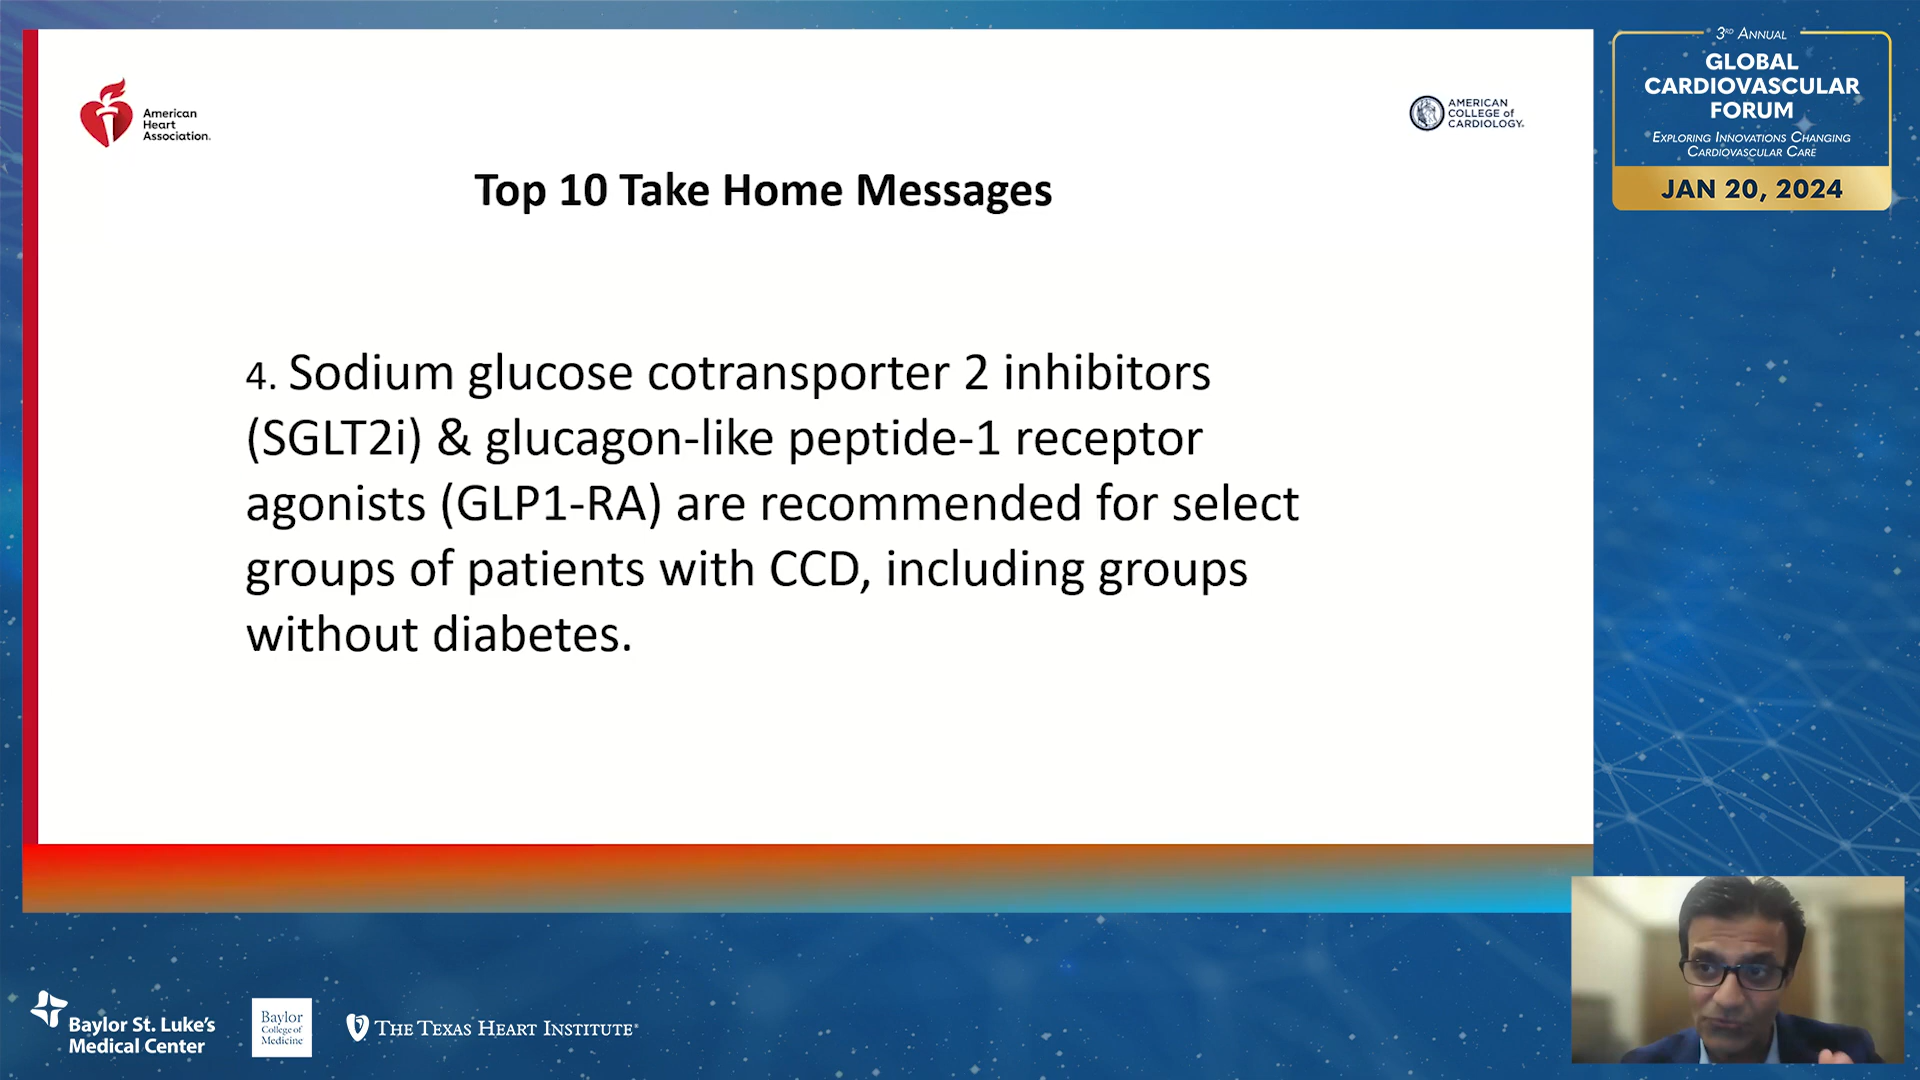 American
Heart
Association.
AMERICAN
COLLEGE of
CARDIOLOGY.
Top 10 Take Home Messages
4. Sodium glucose cotransporter 2 inhibitors
(SGLT2i) & glucagon-like peptide-1 receptor
agonists (GLP1-RA) are recommended for select
groups of patients with CCD, including groups
without diabetes.
3RD ANNUAL
GLOBAL
CARDIOVASCULAR
FORUM
EXPLORING INNOVATIONS CHANGING
CARDIOVASCULAR CARE
JAN 20, 2024
Baylor St. Luke's
Medical Center
Baylor
College of
Medicine
THE TEXAS HEART INSTITUTE®